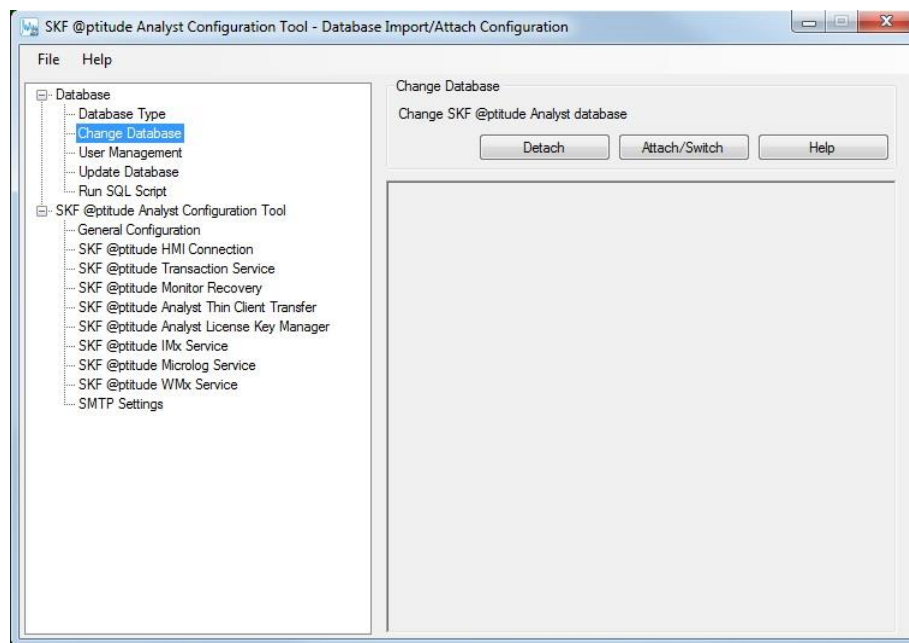 SKF @ptitude Analyst Configuration Tool - Database Import/Attach Configuration
File Help
Database
Database Type
Change Database
User Management
Update Database
Run SQL Script
SKF @ptitude Analyst Configuration Tool
General Configuration
SKF @ptitude HMI Connection
SKF @ptitude Transaction Service
SKF @ptitude Monitor Recovery
SKF @ptitude Analyst Thin Client Transfer
SKF @ptitude Analyst License Key Manager
SKF @ptitude IMx Service
SKF @ptitude Microlog Service
SKF @ptitude WMx Service
SMTP Settings
Change Database
Change SKF @ptitude Analyst database
Detach Attach/Switch Help